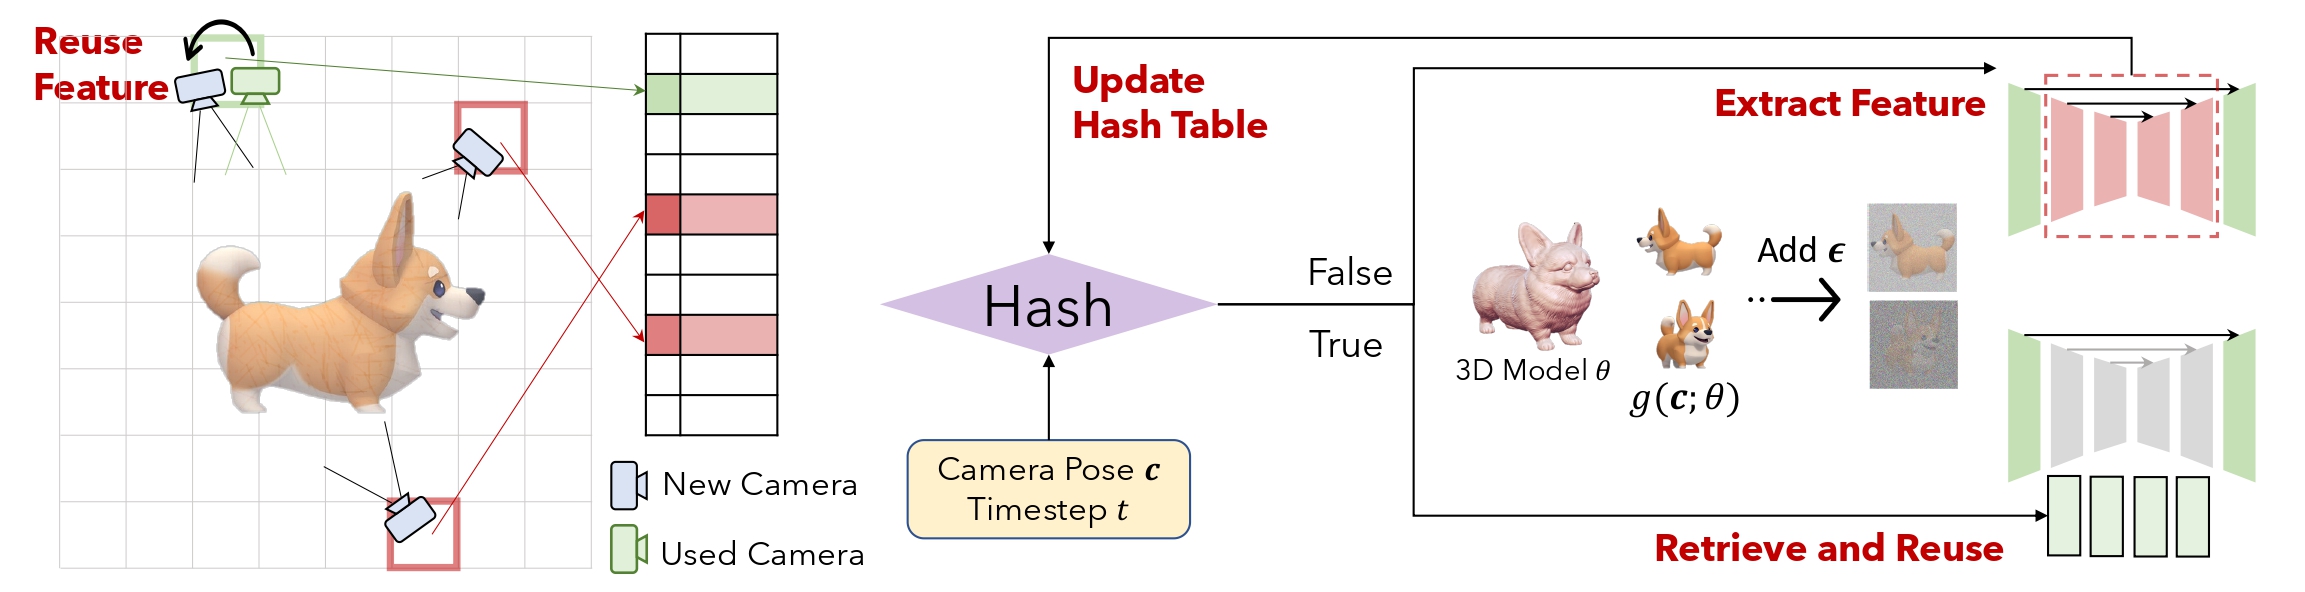 Reuse
Feature
New Camera
Used Camera
Update
Hash Table
Hash
Camera Pose c
Timestep t
False
True
Extract Feature
3D Model θ
g(c; θ)
Add ϵ
Retrieve and Reuse